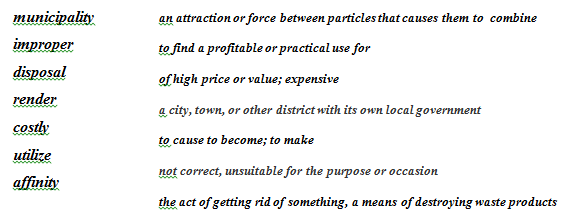 municipality
improper
disposal
render
costly
utilize
affinity
an attraction or force between particles that causes them to combine
to find a profitable or practical use for
of high price or value; expensive
a city, town, or other district with its own local government
to cause to become; to make
not correct, unsuitable for the purpose or occasion
the act of getting rid of something, a means of destroying waste products